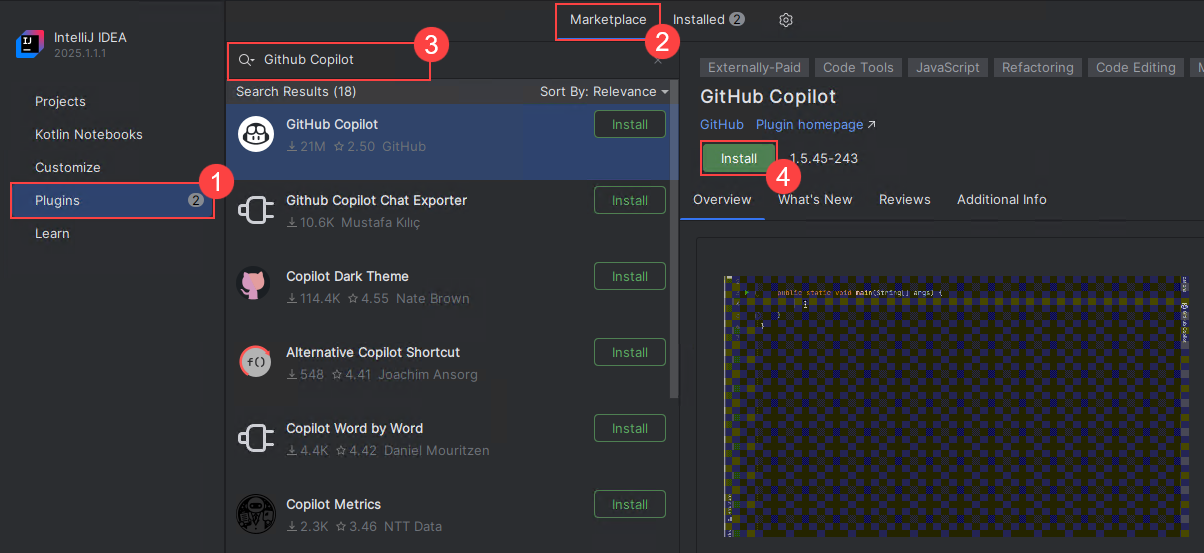 IntelliJ IDEA
2025.1.1.1
Projects
Kotlin Notebooks
Customize
Plugins 2
1
Learn
Marketplace
2
Installed 2
Github Copilot
3
Search Results (18) Sort By: Relevance
GitHub Copilot Install
21M 2.50 GitHub
Github Copilot Chat Exporter Install
10.6K Mustafa Kılıç
Copilot Dark Theme Install
114.4K 4.55 Nate Brown
Alternative Copilot Shortcut Install
f()
548 4.41 Joachim Ansorg
Copilot Word by Word Install
4.4K 4.42 Daniel Mouritzen
Copilot Metrics Install
2.3K 3.46 NTT Data
Externally-Paid Code Tools JavaScript Refactoring Code Editing
GitHub Copilot
GitHub Plugin homepage
Install 1.5.45-243
4
Overview What's New Reviews Additional Info
public static void main(String[] args) {
}
}